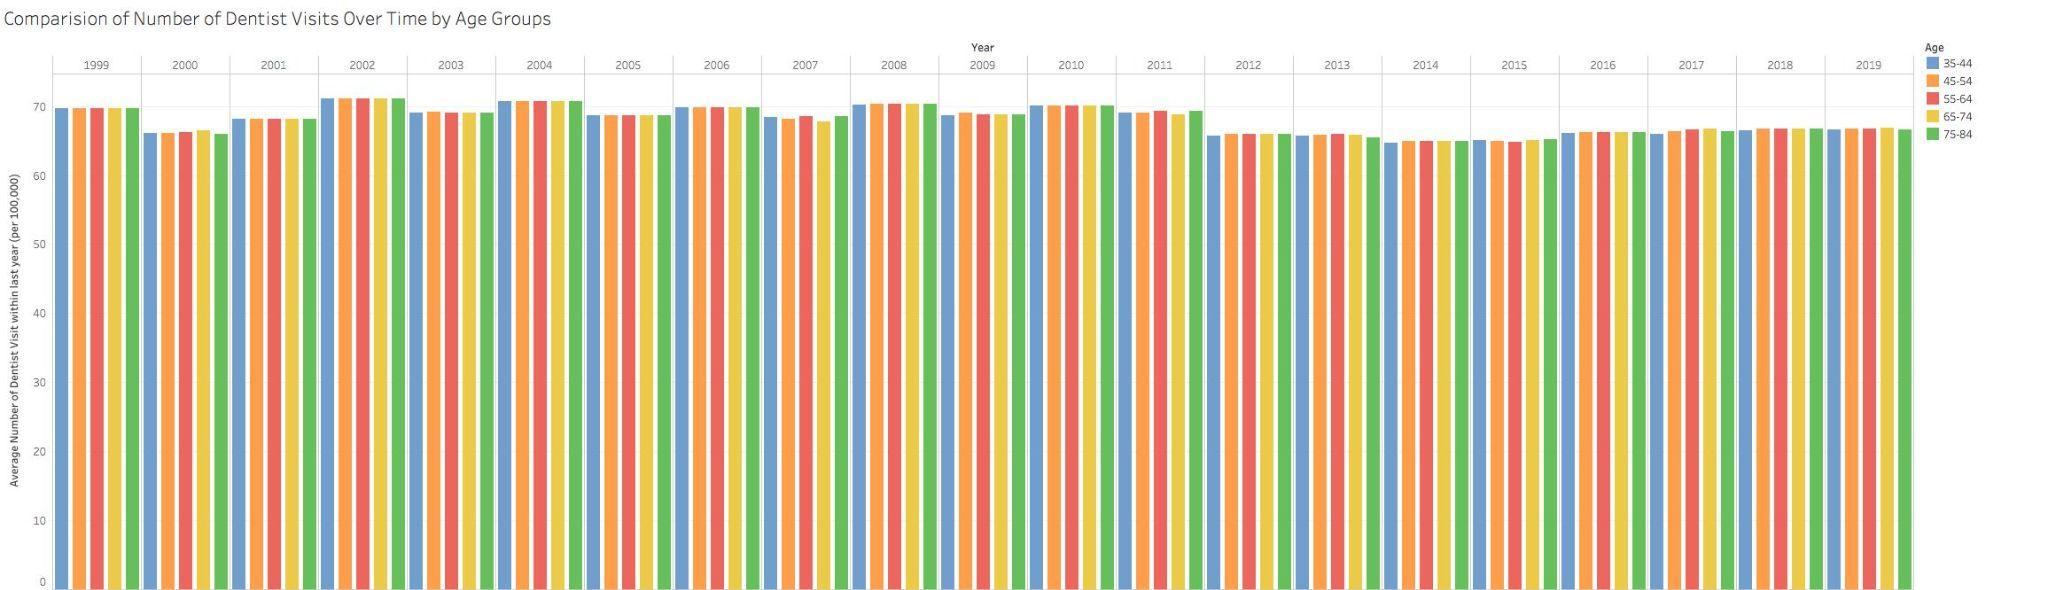 Comparision of Number of Dentist Visits Over Time by Age Groups
Year
1999 2000 2001 2002 2003 2004 2005 2006 2007 2008 2009 2010 2011 2012 2013 2014 2015 2016 2017 2018 2019
Average Number of Dentist Visit within last year (per 100,000)
70
60
50
40
30
20
10
0
Age
35-44
45-54
55-64
65-74
75-84